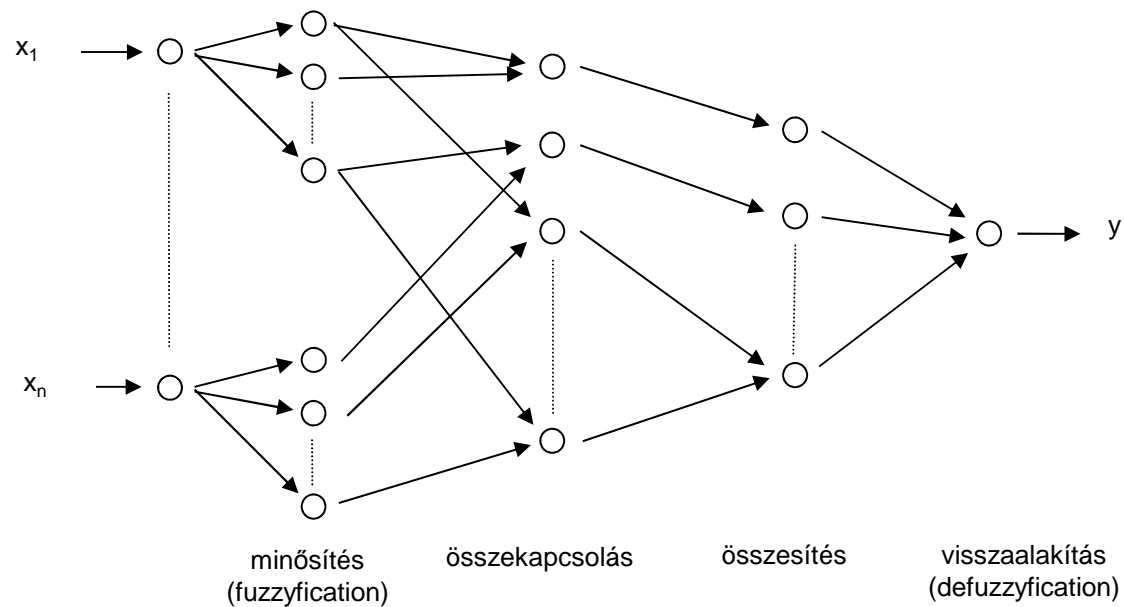 x₁
y
xₙ
minősítés
(fuzzyfication)
összekapcsolás
összesítés
visszaalakítás
(defuzzyfication)